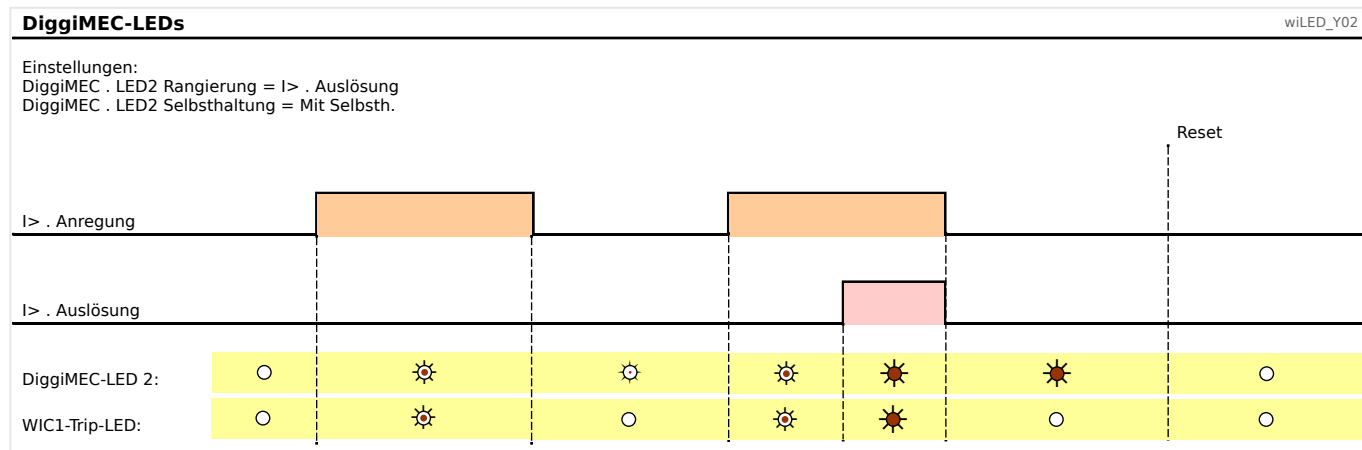 DiggiMEC-LEDs
wiLED_Y02
Einstellungen:
DiggiMEC . LED2 Rangierung = I> . Auslösung
DiggiMEC . LED2 Selbsthaltung = Mit Selbsth.
Reset
I> . Anregung
I> . Auslösung
DiggiMEC-LED 2:
WIC1-Trip-LED: